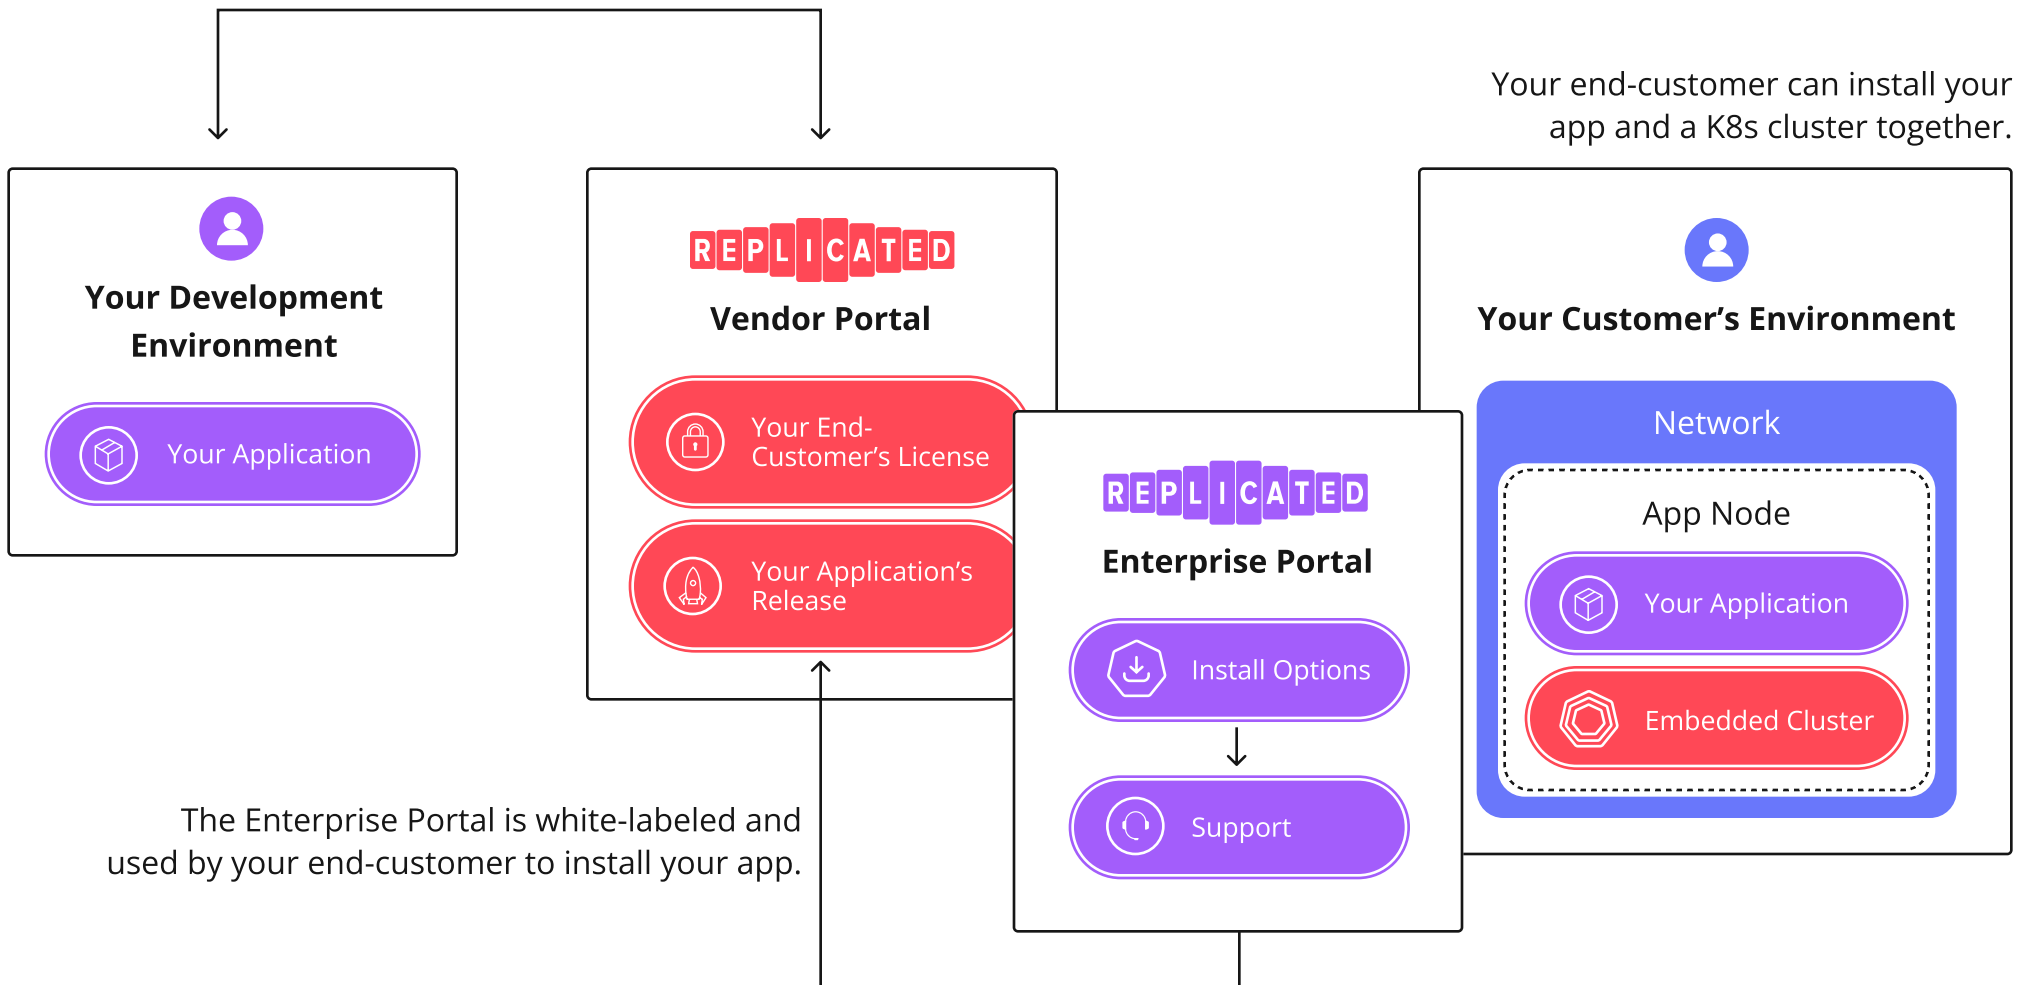 Your end-customer can install your
app and a K8s cluster together.
Your Development
Environment
Your Application
REPLICATED
Vendor Portal
Your End-
Customer’s License
Your Application’s
Release
REPLICATED
Enterprise Portal
Install Options
Support
Your Customer’s Environment
Network
App Node
Your Application
Embedded Cluster
The Enterprise Portal is white-labeled and
used by your end-customer to install your app.